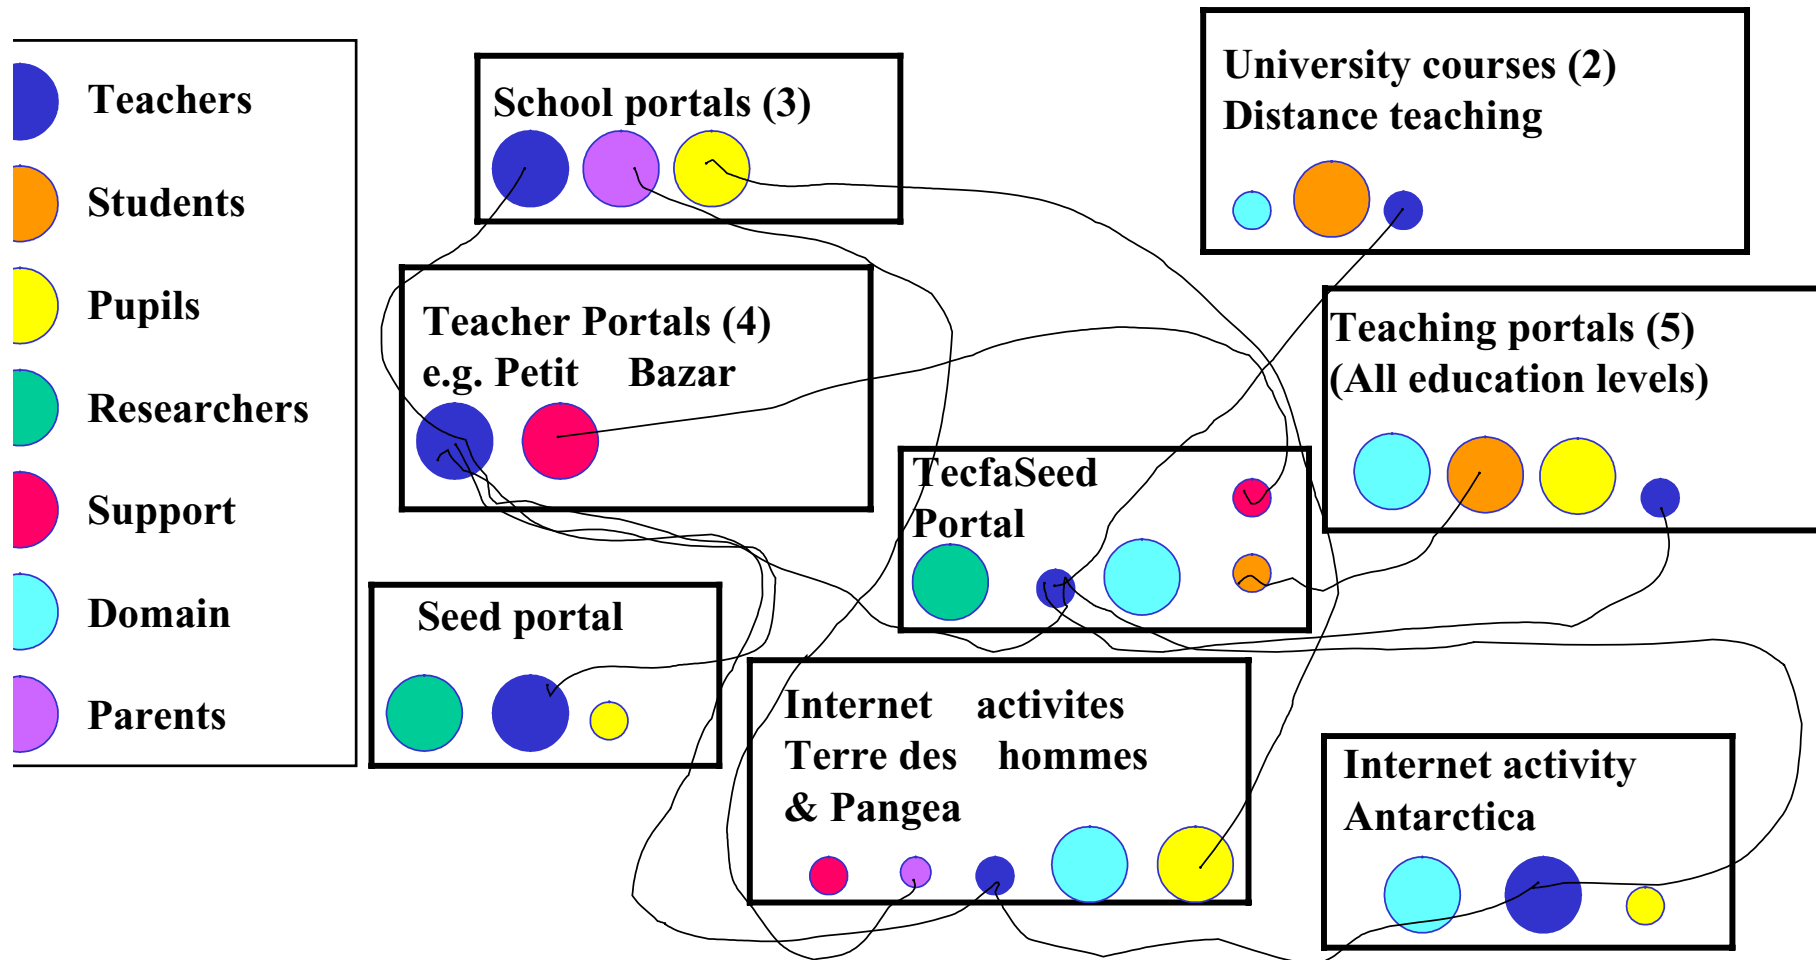 Teachers
Students
Pupils
Researchers
Support
Domain
Parents
School portals (3)
University courses (2)
Distance teaching
Teacher Portals (4)
e.g. Petit Bazar
Teaching portals (5)
(All education levels)
TecfaSeed
Portal
Seed portal
Internet activites
Terre des hommes
& Pangea
Internet activity
Antarctica